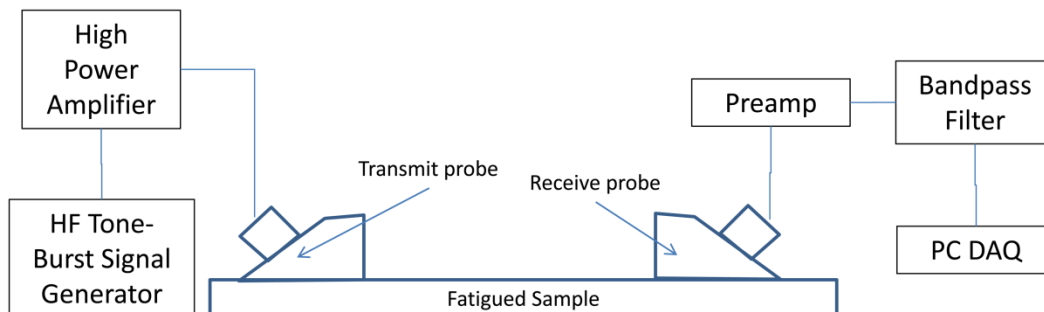 High
Power
Amplifier
HF Tone-
Burst Signal
Generator
Transmit probe
Receive probe
Fatigued Sample
Preamp
Bandpass
Filter
PC DAQ